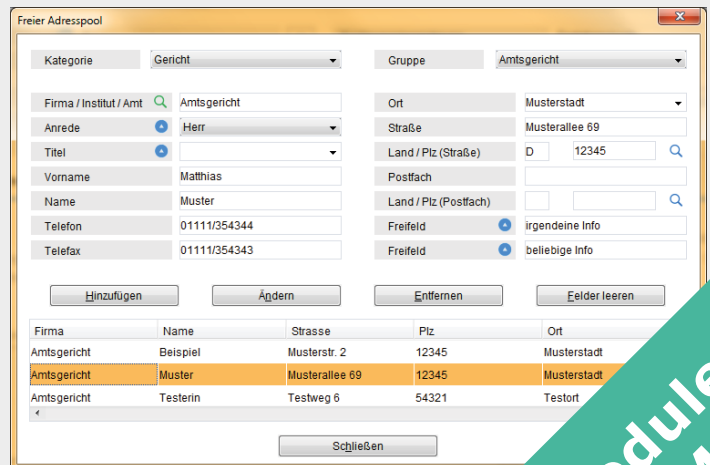 Freier Adresspool
Kategorie Gericht Gruppe Amtsgericht
Firma / Institut / Amt Amtsgericht Ort Musterstadt
Anrede Herr Straße Musterallee 69
Titel Land / Plz (Straße) D 12345
Vorname Matthias Postfach
Name Muster Land / Plz (Postfach)
Telefon 01111/354344 Freifeld irgendeine Info
Telefax 01111/354343 Freifeld beliebige Info
Hinzufügen Ändern Entfernen Felder leeren
Firma Name Strasse Plz Ort
Amtsgericht Beispiel Musterstr. 2 12345 Musterstadt
Amtsgericht Muster Musterallee 69 12345 Musterstadt
Amtsgericht Testerin Testweg 6 54321 Testort
Schließen